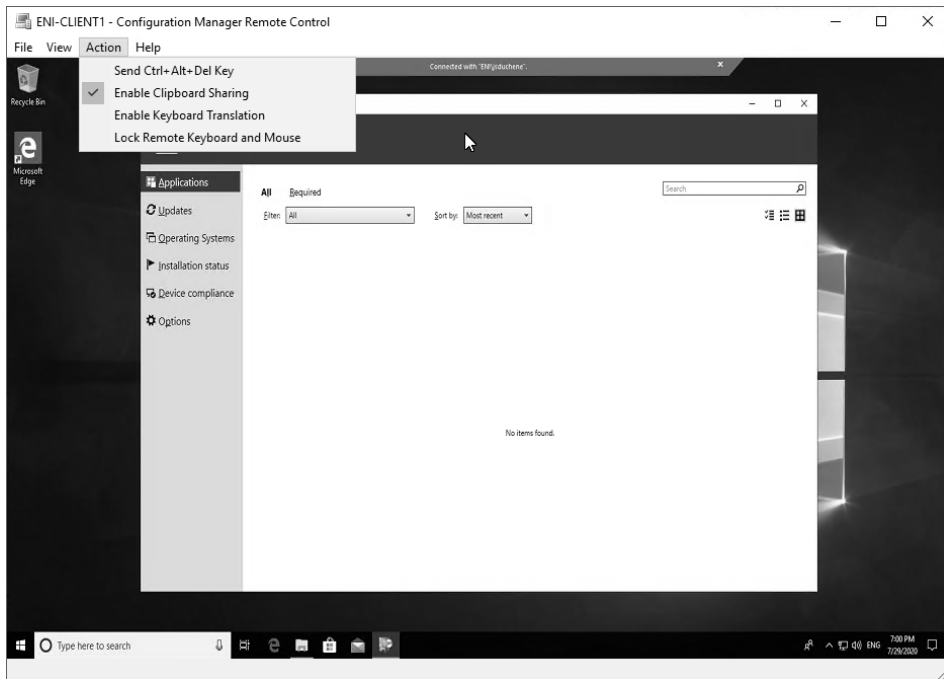 ENI-CLIENT1 - Configuration Manager Remote Control
File View Action Help
Send Ctrl+Alt+Del Key
Enable Clipboard Sharing
Enable Keyboard Translation
Lock Remote Keyboard and Mouse
Connected with "ENI\jsduchene".
Recycle Bin
Microsoft
Edge
Applications
Updates
Operating Systems
Installation status
Device compliance
Options
All Required
Search
Filter: All Sort by: Most recent
No items found.
Type here to search
ENG
7:00 PM
7/29/2020